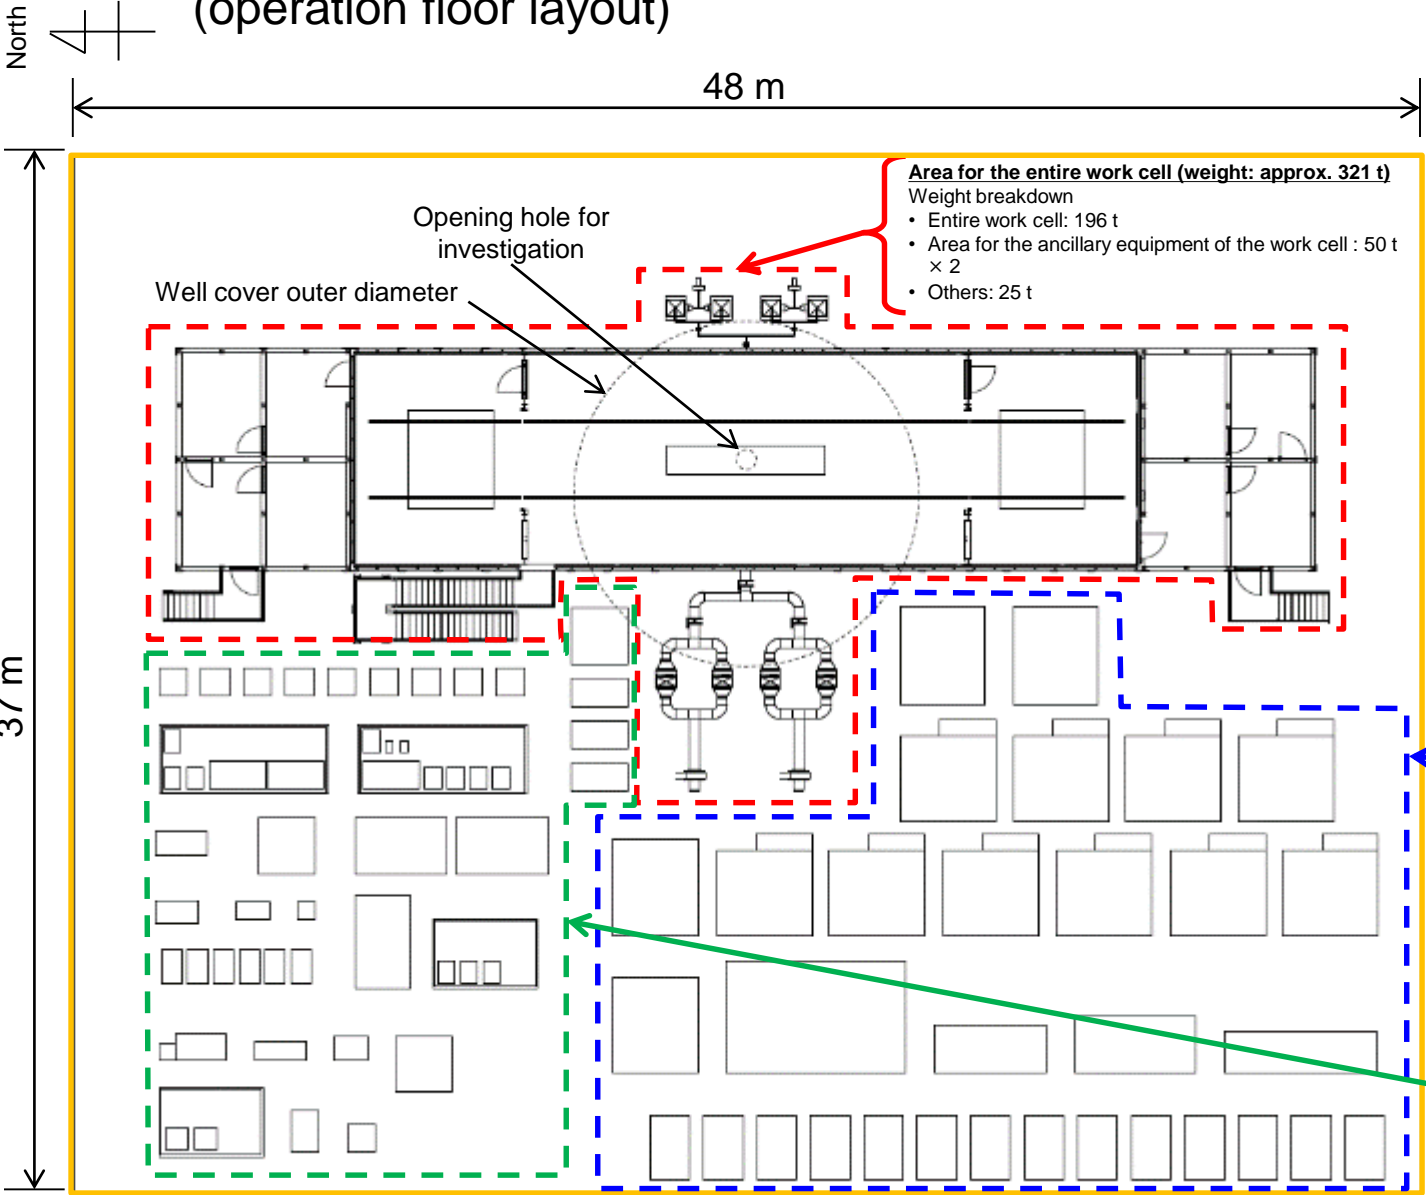 (operation floor layout)
North
48 m
37 m
Area for the entire work cell (weight: approx. 321 t)
Weight breakdown
• Entire work cell: 196 t
• Area for the ancillary equipment of the work cell : 50 t
× 2
• Others: 25 t
Opening hole for
investigation
Well cover outer diameter